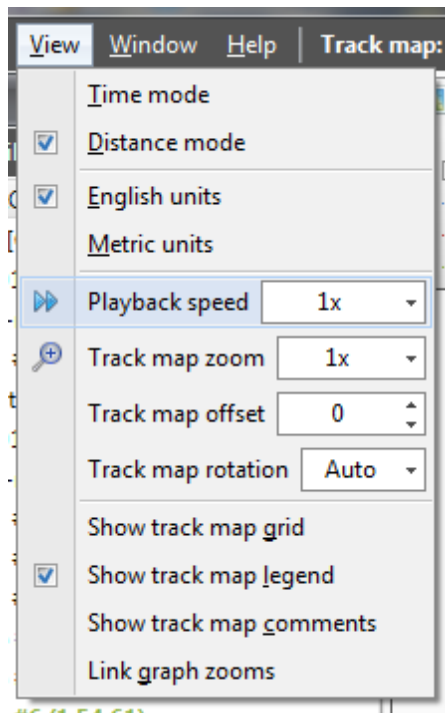 View Window Help Track map:
Time mode
Distance mode
English units
Metric units
Playback speed 1x
Track map zoom 1x
Track map offset 0
Track map rotation Auto
Show track map grid
Show track map legend
Show track map comments
Link graph zooms